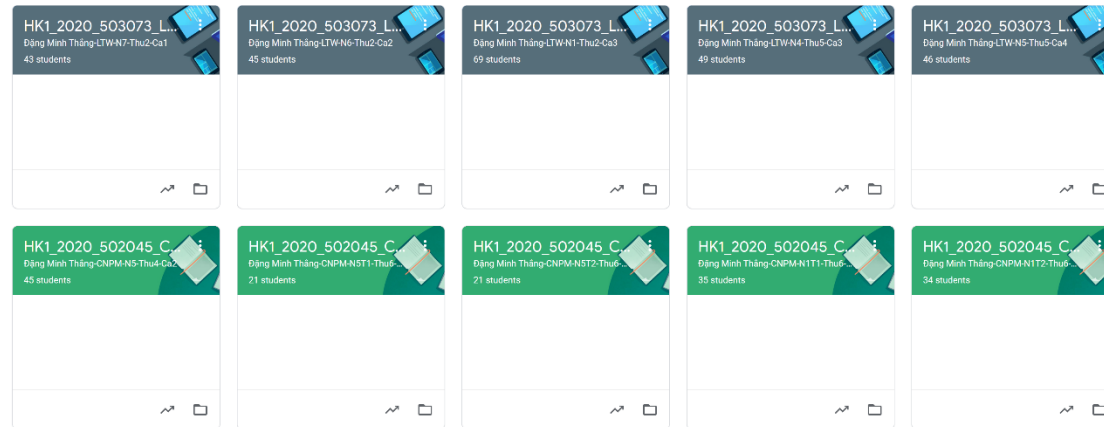 HK1_2020_503073_L...
Đặng Minh Thắng-LTW-N7-Thu2-Ca1
43 students
HK1_2020_503073_L...
Đặng Minh Thắng-LTW-N6-Thu2-Ca2
45 students
HK1_2020_503073_L...
Đặng Minh Thắng-LTW-N1-Thu2-Ca3
69 students
HK1_2020_503073_L...
Đặng Minh Thắng-LTW-N4-Thu5-Ca3
49 students
HK1_2020_503073_L...
Đặng Minh Thắng-LTW-N5-Thu5-Ca4
46 students
HK1_2020_502045_C...
Đặng Minh Thắng-CNPM-N5-Thu4-Ca2
45 students
HK1_2020_502045_C...
Đặng Minh Thắng-CNPM-N5T1-Thu6-...
21 students
HK1_2020_502045_C...
Đặng Minh Thắng-CNPM-N5T2-Thu6-...
21 students
HK1_2020_502045_C...
Đặng Minh Thắng-CNPM-N1T1-Thu6-...
35 students
HK1_2020_502045_C...
Đặng Minh Thắng-CNPM-N1T2-Thu6-...
34 students